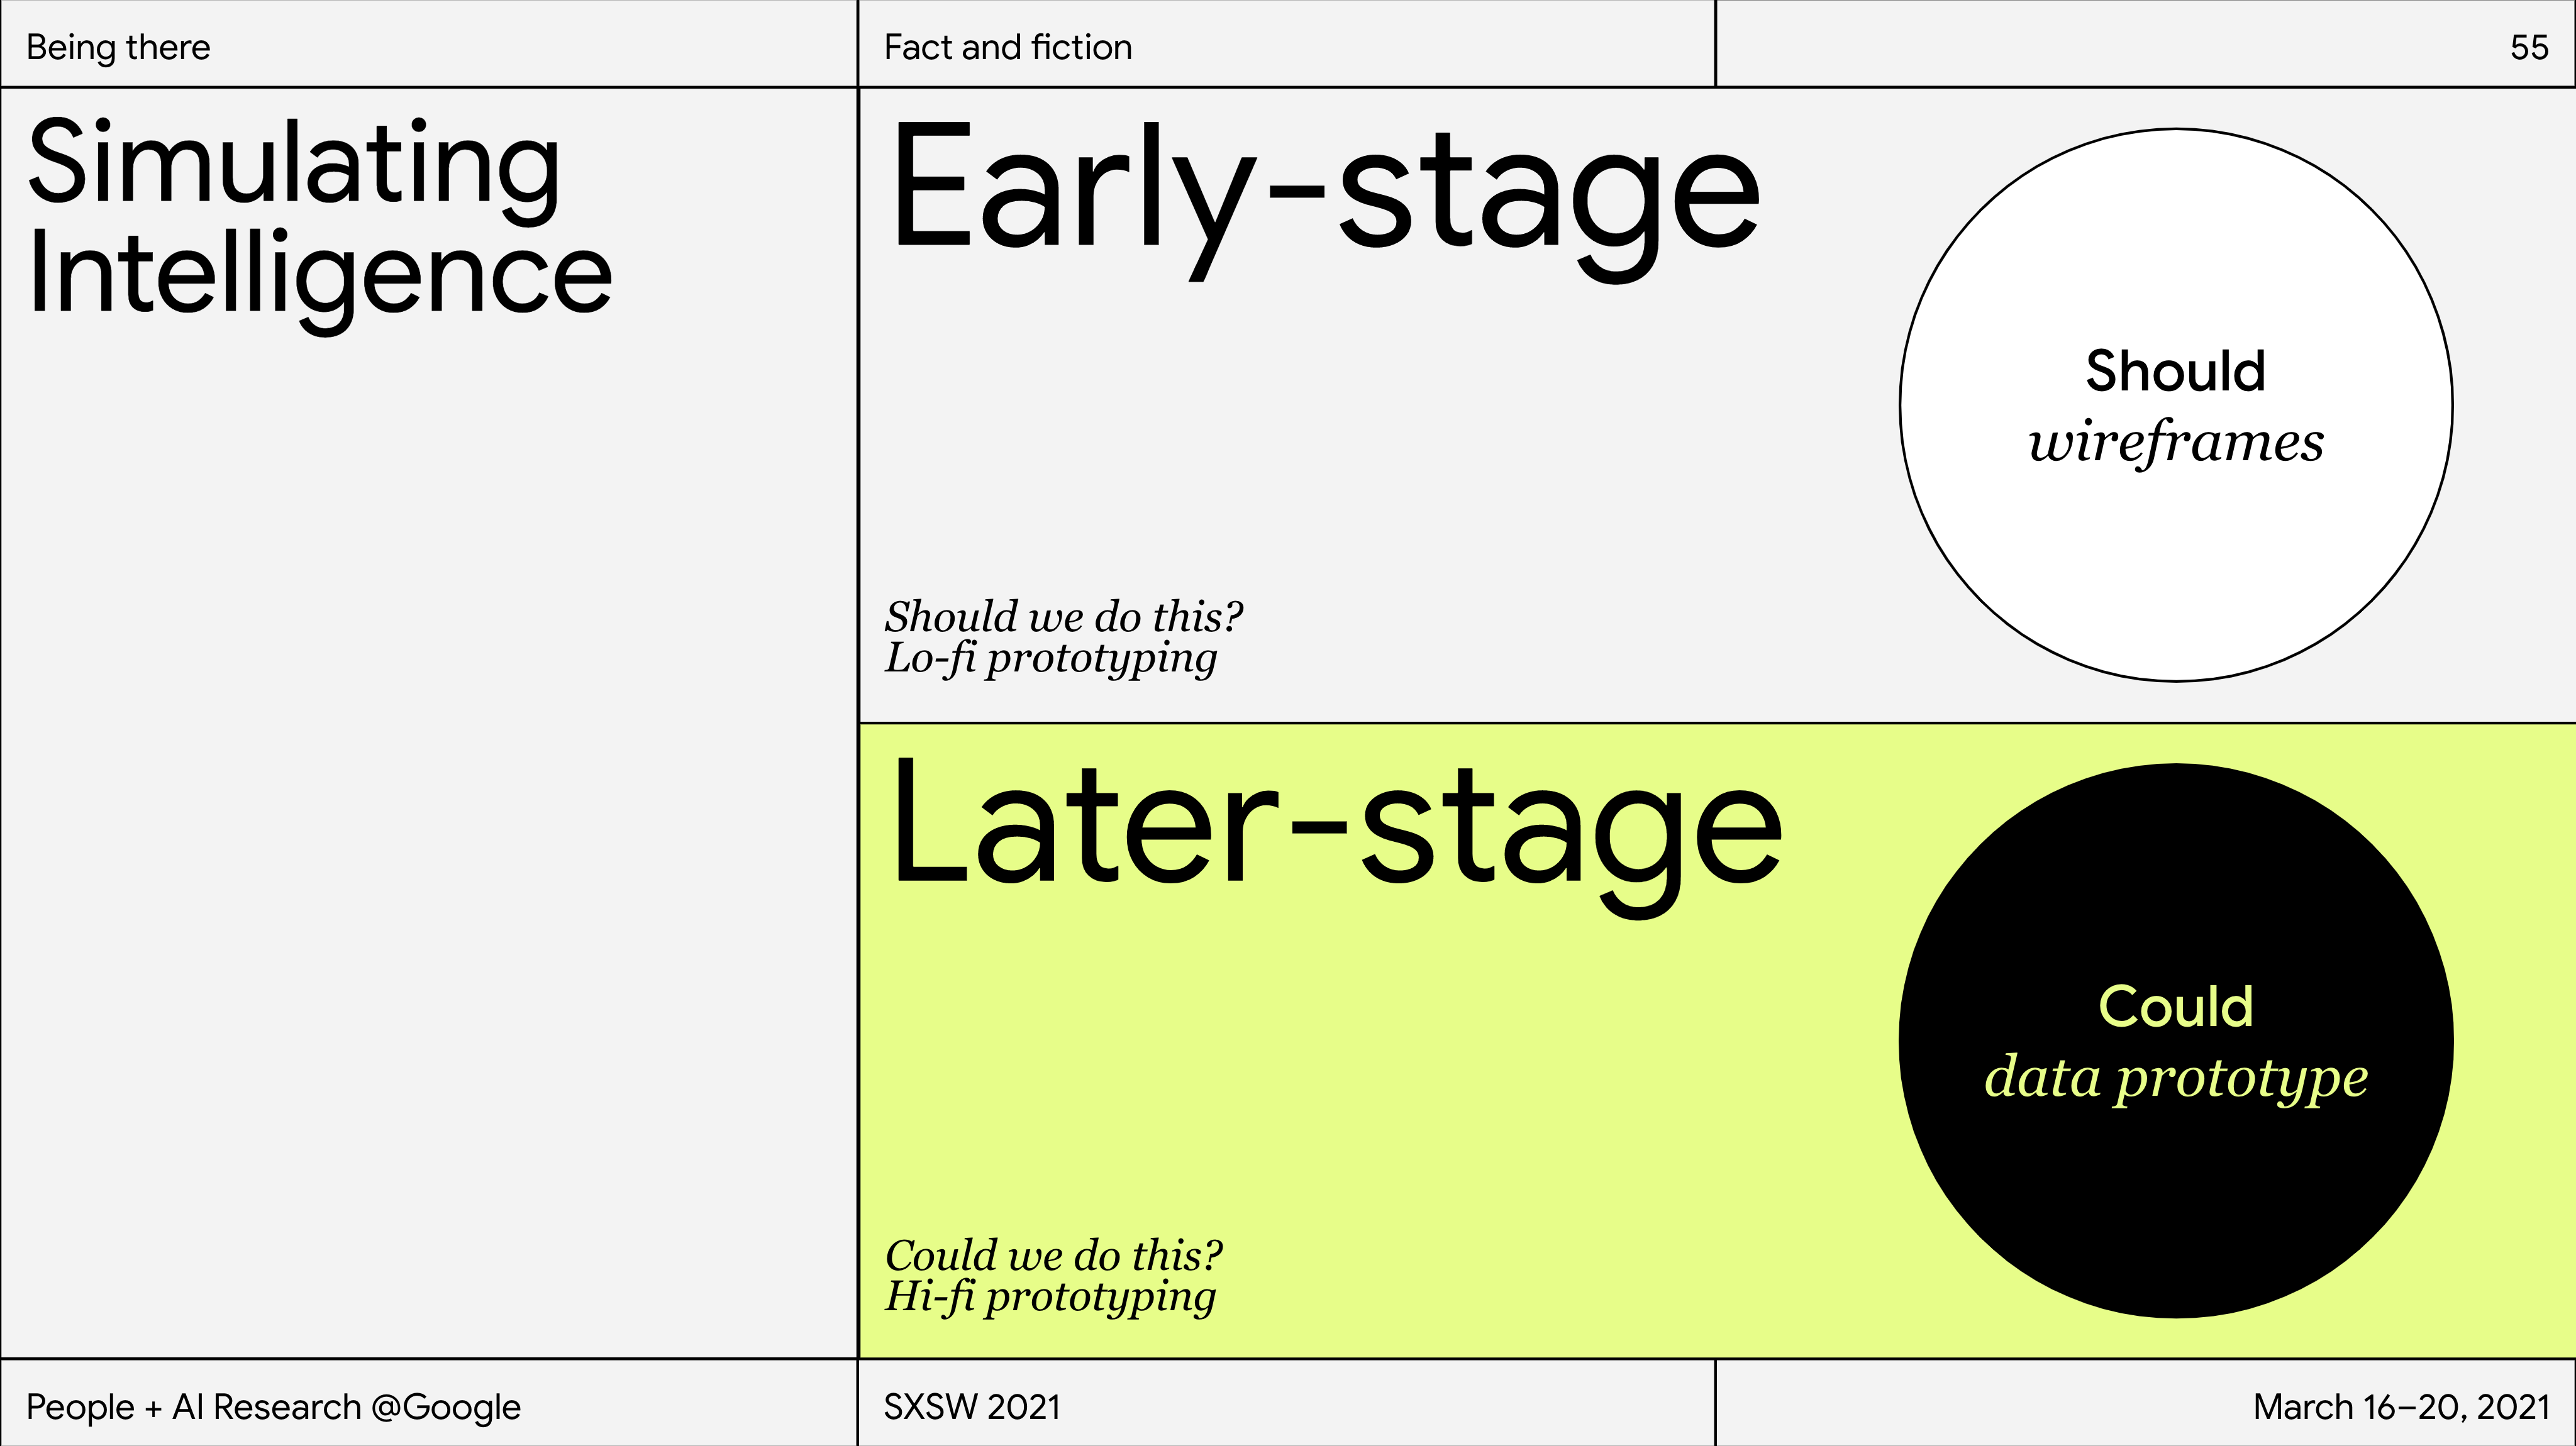 Being there
Fact and fiction
55
Simulating
Intelligence
Early-stage
Should we do this?
Lo-fi prototyping
Should
wireframes
Later-stage
Could we do this?
Hi-fi prototyping
Could
data prototype
People + AI Research @Google
SXSW 2021
March 16–20, 2021